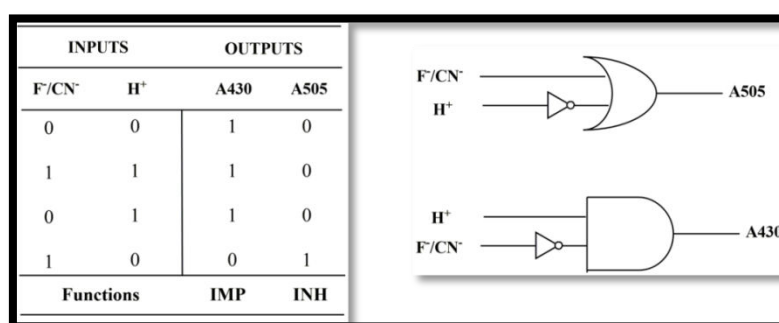 INPUTS OUTPUTS
F⁻/CN⁻ H⁺ A430 A505
0 0 1 0
1 1 1 0
0 1 1 0
1 0 0 1
Functions IMP INH
F⁻/CN⁻
H⁺
A505
H⁺
F⁻/CN⁻
A430